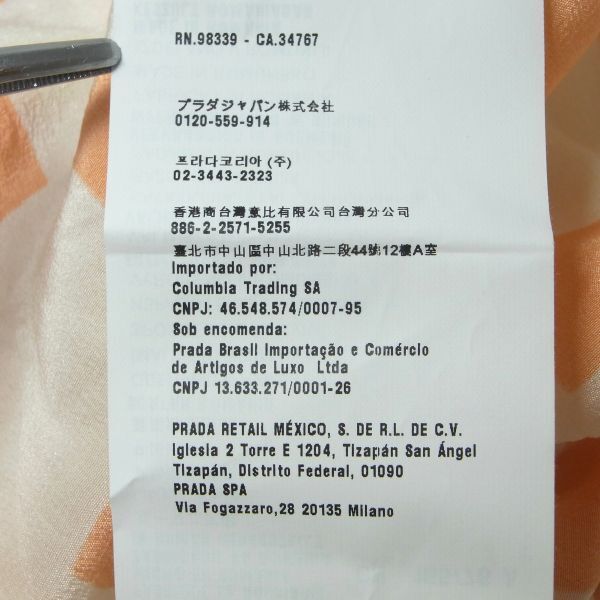 RN.98339 - CA.34767
プラダジャパン株式会社
0120-559-914
프라다코리아 (주)
02-3443-2323
香港商台灣意比有限公司台灣分公司
886-2-2571-5255
臺北市中山區中山北路二段44號12樓A室
Importado por:
Columbia Trading SA
CNPJ: 46.548.574/0007-95
Sob encomenda:
Prada Brasil Importação e Comércio
de Artigos de Luxo Ltda
CNPJ 13.633.271/0001-26
PRADA RETAIL MÉXICO, S. DE R.L. DE C.V.
Iglesia 2 Torre E 1204, Tizapán San Ángel
Tizapán, Distrito Federal, 01090
PRADA SPA
Via Fogazzaro,28 20135 Milano